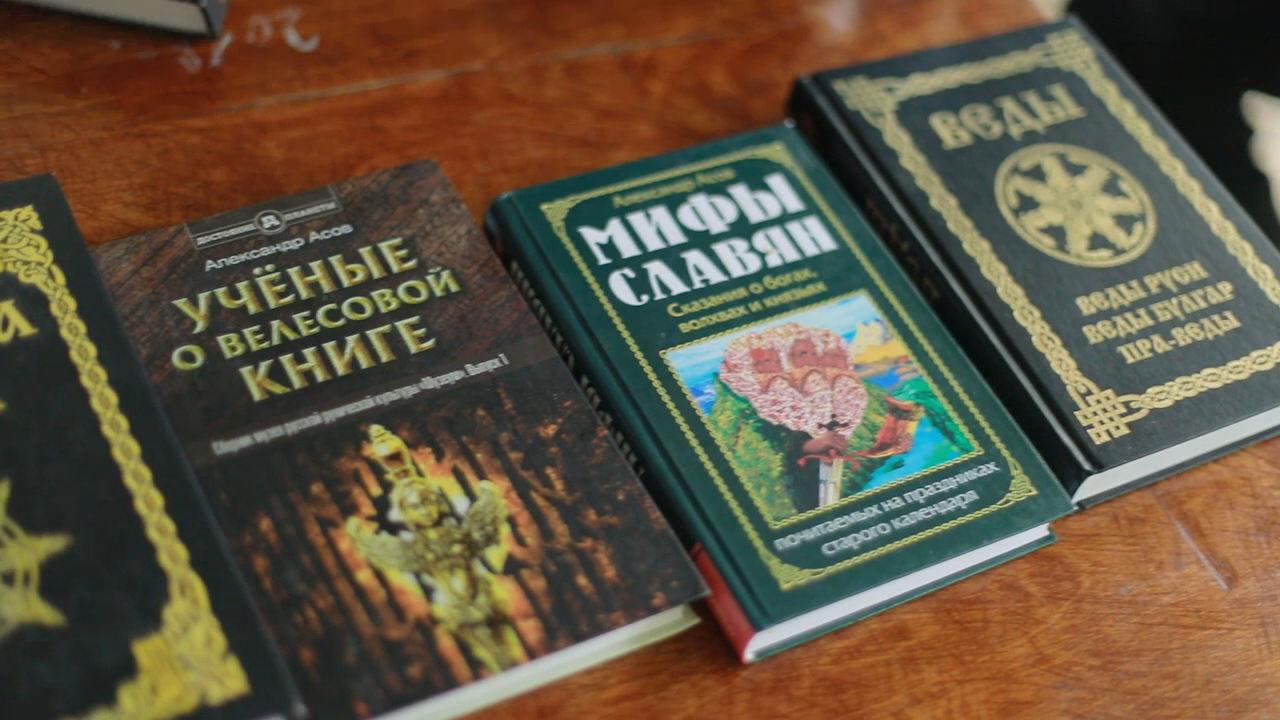 ДОСТОЯНИЕ ПЛАНЕТЫ
Александр Асов
УЧЁНЫЕ
О ВЕЛЕСОВОЙ
КНИГЕ
Александр Асов
МИФЫ
СЛАВЯН
Сказания о богах,
волхвах и князьях
почитаемых на праздниках
старого календаря
ВЕДЫ
ВЕДЫ РУСИ
ВЕДЫ БУЛГАР
ПРА-ВЕДЫ